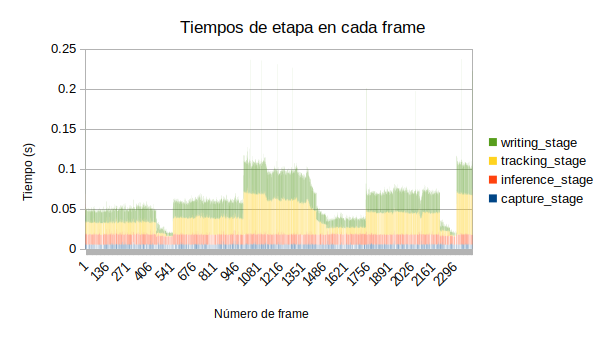 Tiempos de etapa en cada frame
0.25
0.2
0.15
0.1
0.05
0
Tiempo (s)
writing_stage
tracking_stage
inference_stage
capture_stage
1 136 271 406 541 676 811 946 1081 1216 1351 1486 1621 1756 1891 2026 2161 2296
Número de frame